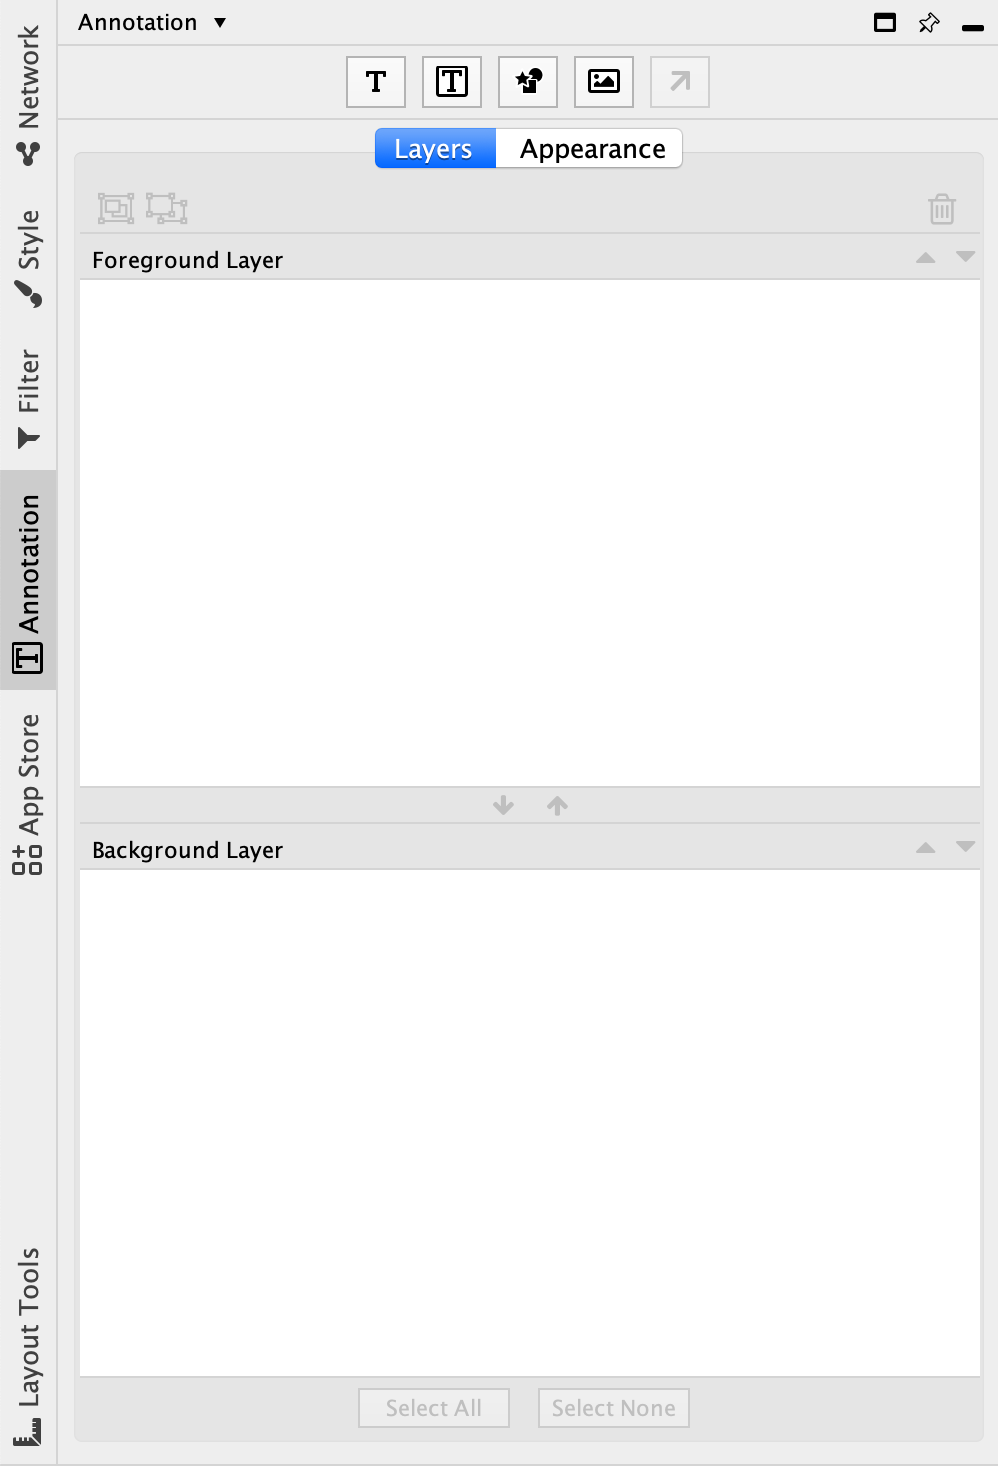 Annotation
Network
Style
Filter
Annotation
App Store
Layout Tools
Layers
Appearance
Foreground Layer
Background Layer
Select All
Select None